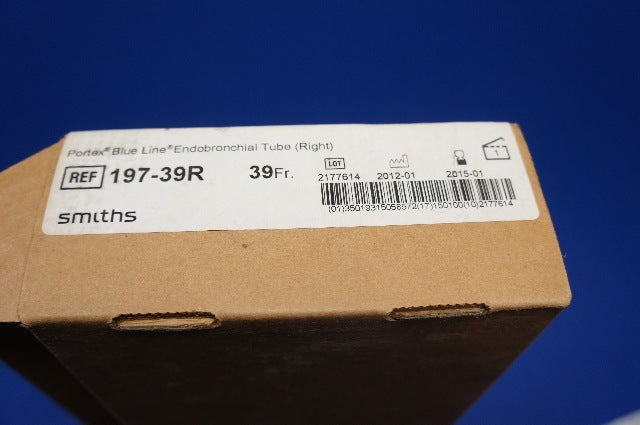 Portex® Blue Line® Endobronchial Tube (Right)
REF 197-39R 39Fr. LOT 2177614 2012-01 2015-01 1
(01)35019315058572(17)150100(10)2177614
smiths